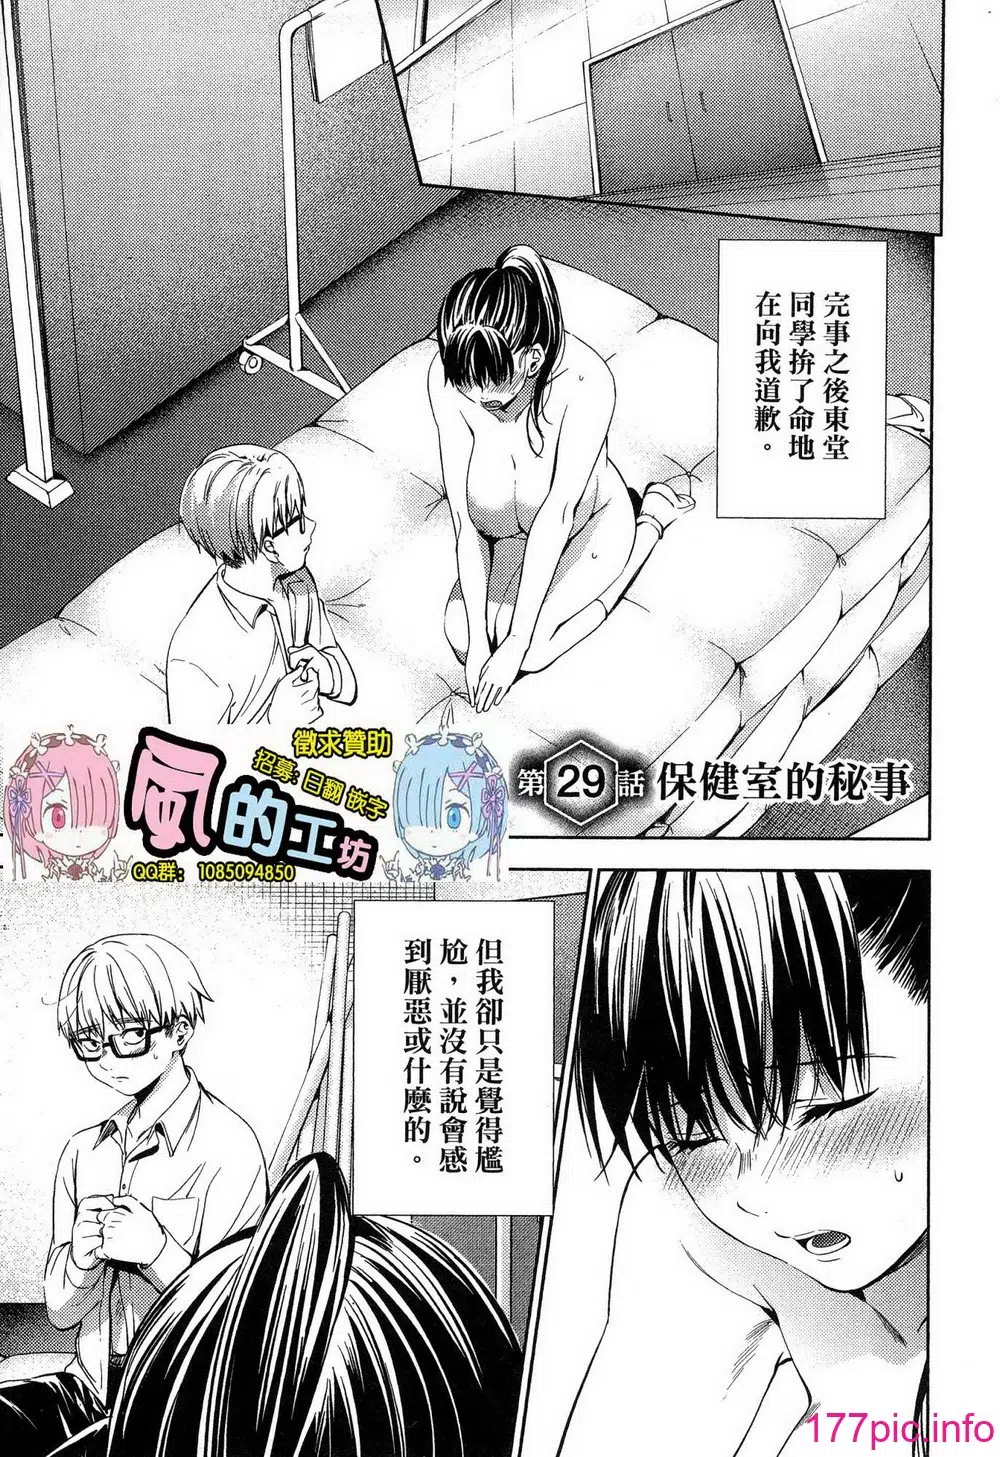 完事之後東堂
同學拚了命地
在向我道歉。
第29話 保健室的秘事
徵求贊助
招募: 日翻 嵌字
風的工坊
QQ群: 1085094850
但我卻只是覺得尷
尬，並沒有說會感
到厭惡或什麼的。
177pic.info